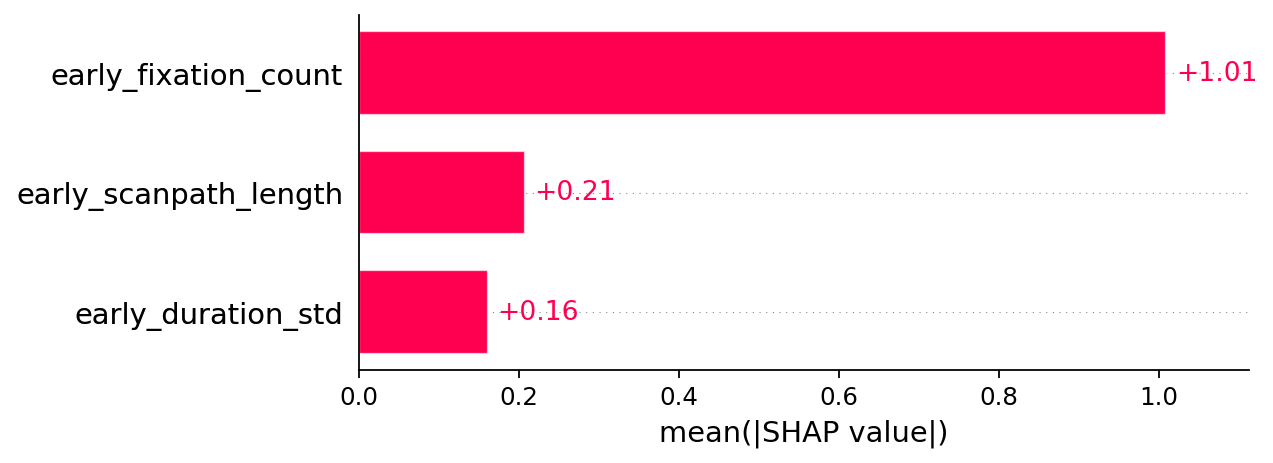 early_fixation_count
+1.01
early_scanpath_length
+0.21
early_duration_std
+0.16
0.0 0.2 0.4 0.6 0.8 1.0
mean(|SHAP value|)